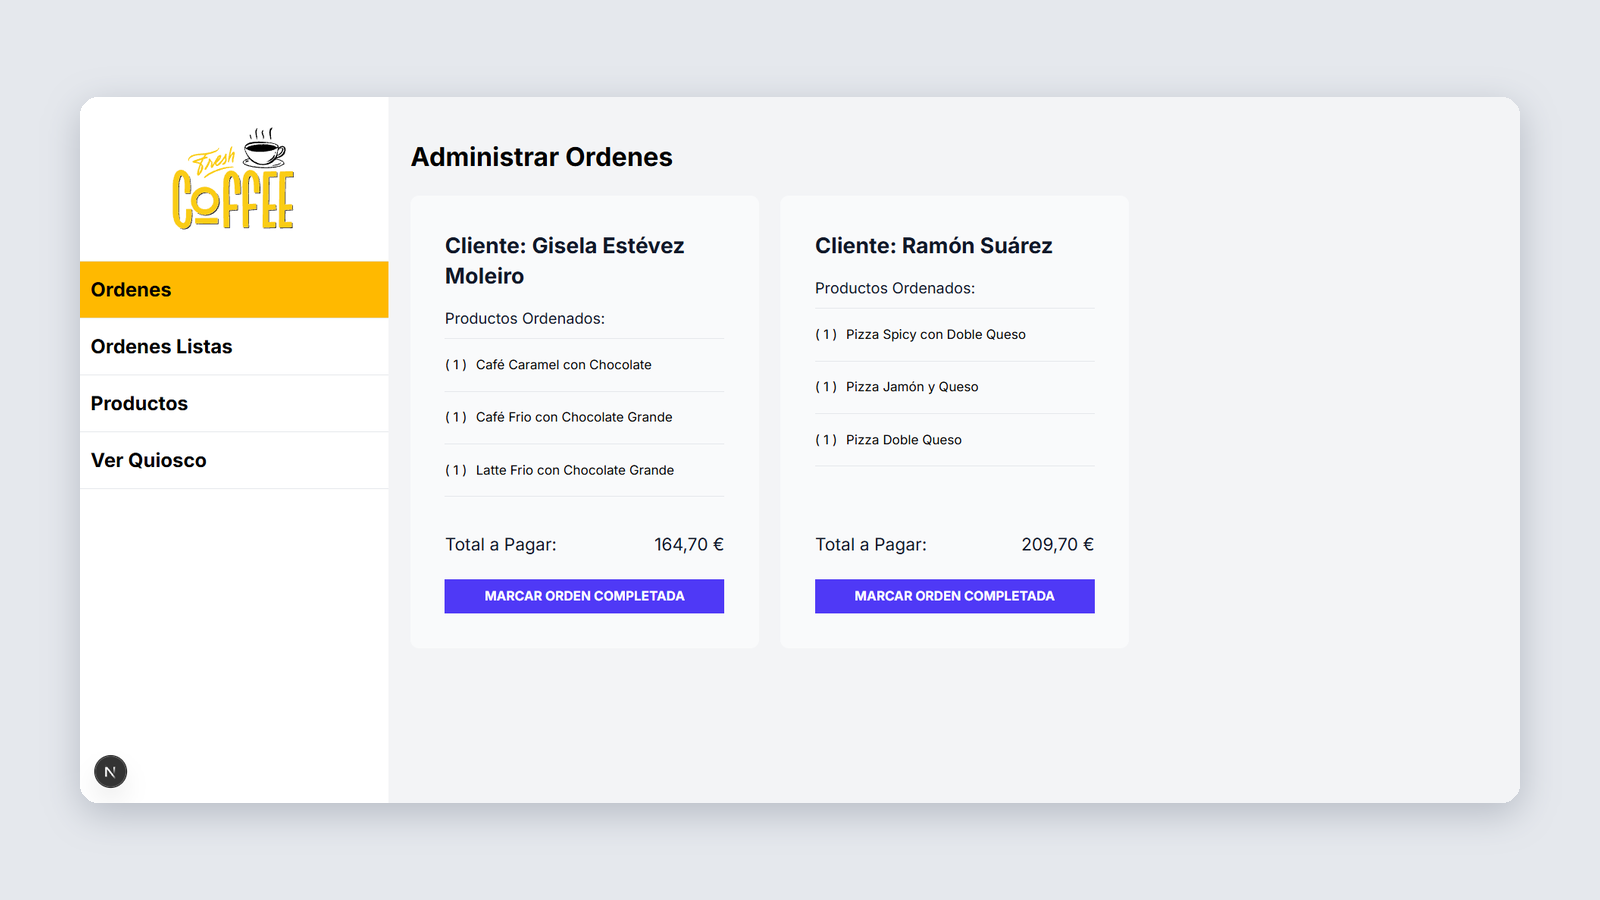 Fresh
COFFEE
Ordenes
Ordenes Listas
Productos
Ver Quiosco
N
Administrar Ordenes
Cliente: Gisela Estévez
Moleiro
Productos Ordenados:
(1) Café Caramel con Chocolate
(1) Café Frio con Chocolate Grande
(1) Latte Frio con Chocolate Grande
Total a Pagar: 164,70 €
MARCAR ORDEN COMPLETADA
Cliente: Ramón Suárez
Productos Ordenados:
(1) Pizza Spicy con Doble Queso
(1) Pizza Jamón y Queso
(1) Pizza Doble Queso
Total a Pagar: 209,70 €
MARCAR ORDEN COMPLETADA